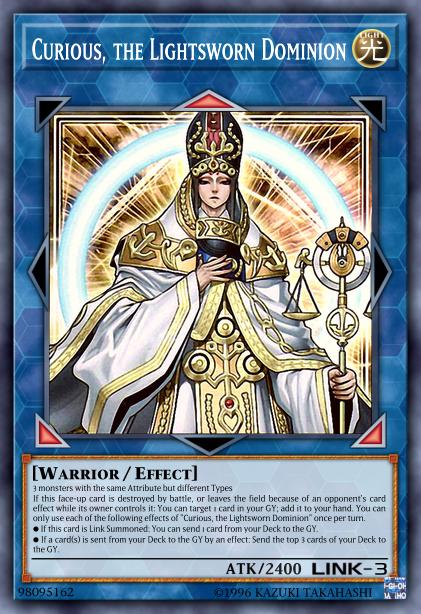 Curious, the Lightsworn Dominion
LIGHT
光
[Warrior / Effect]
3 monsters with the same Attribute but different Types
If this face-up card is destroyed by battle, or leaves the field because of an opponent's card
effect while its owner controls it: You can target 1 card in your GY; add it to your hand. You can
only use each of the following effects of "Curious, the Lightsworn Dominion" once per turn.
● If this card is Link Summoned: You can send 1 card from your Deck to the GY.
● If a card(s) is sent from your Deck to the GY by an effect: Send the top 3 cards of your Deck to
the GY.
ATK/2400 LINK-3
98095162 ©1996 KAZUKI TAKAHASHI